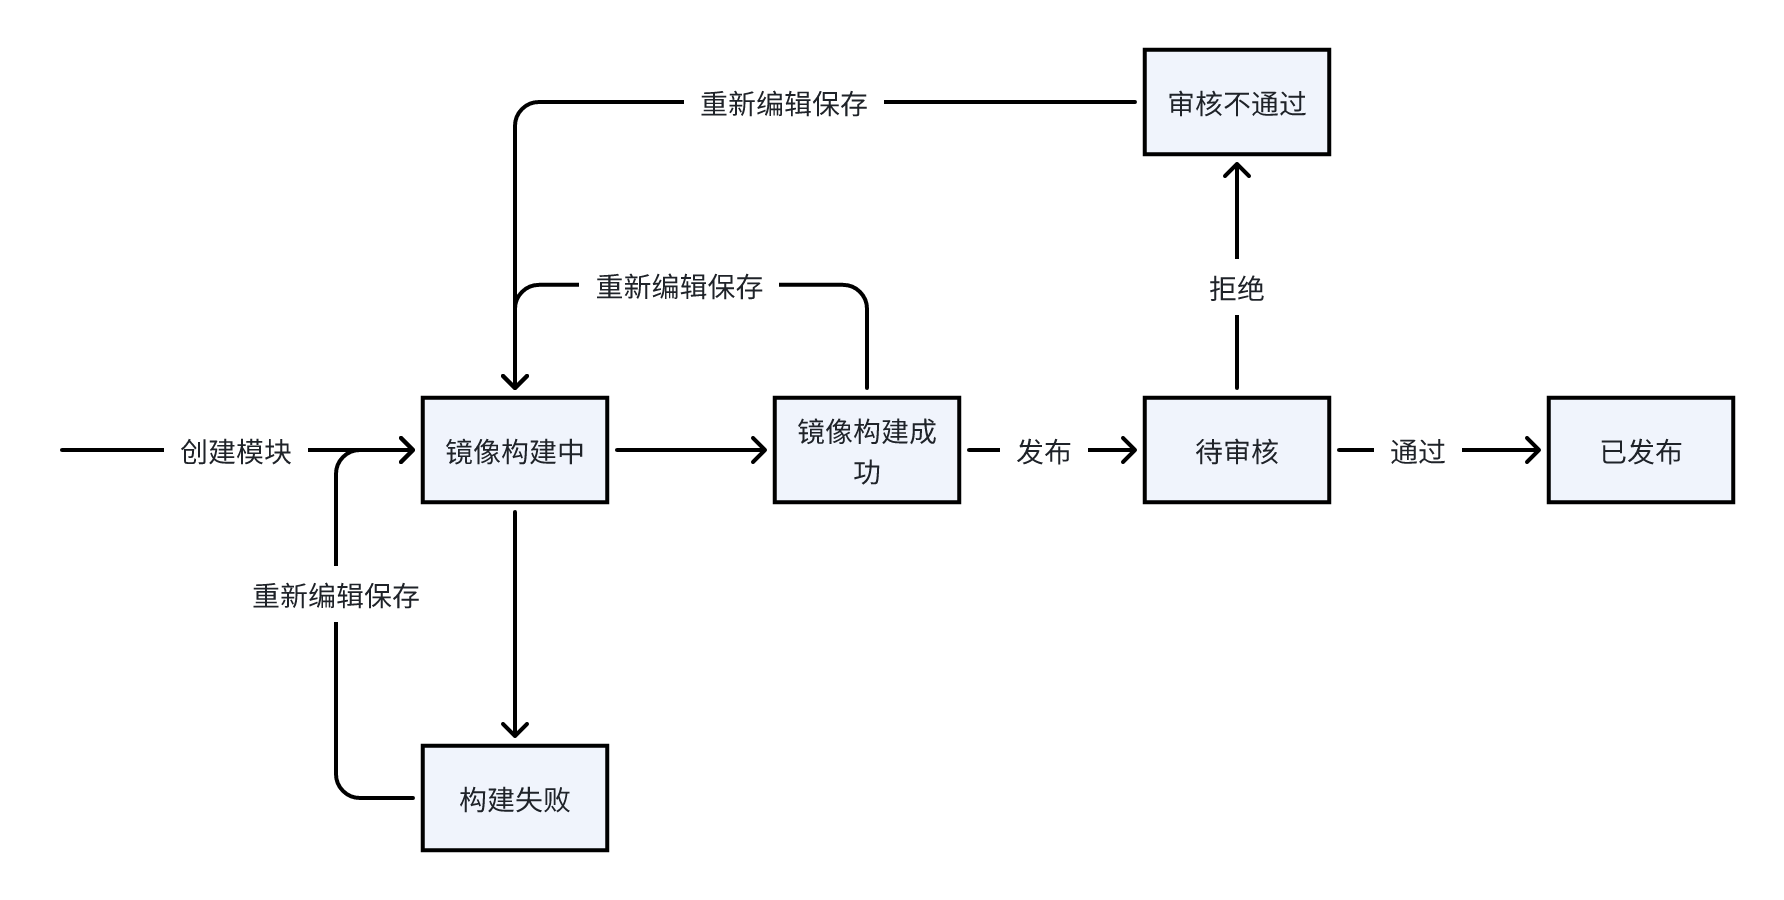 审核不通过
重新编辑保存
重新编辑保存
拒绝
创建模块
镜像构建中
镜像构建成
功
发布
待审核
通过
已发布
重新编辑保存
构建失败